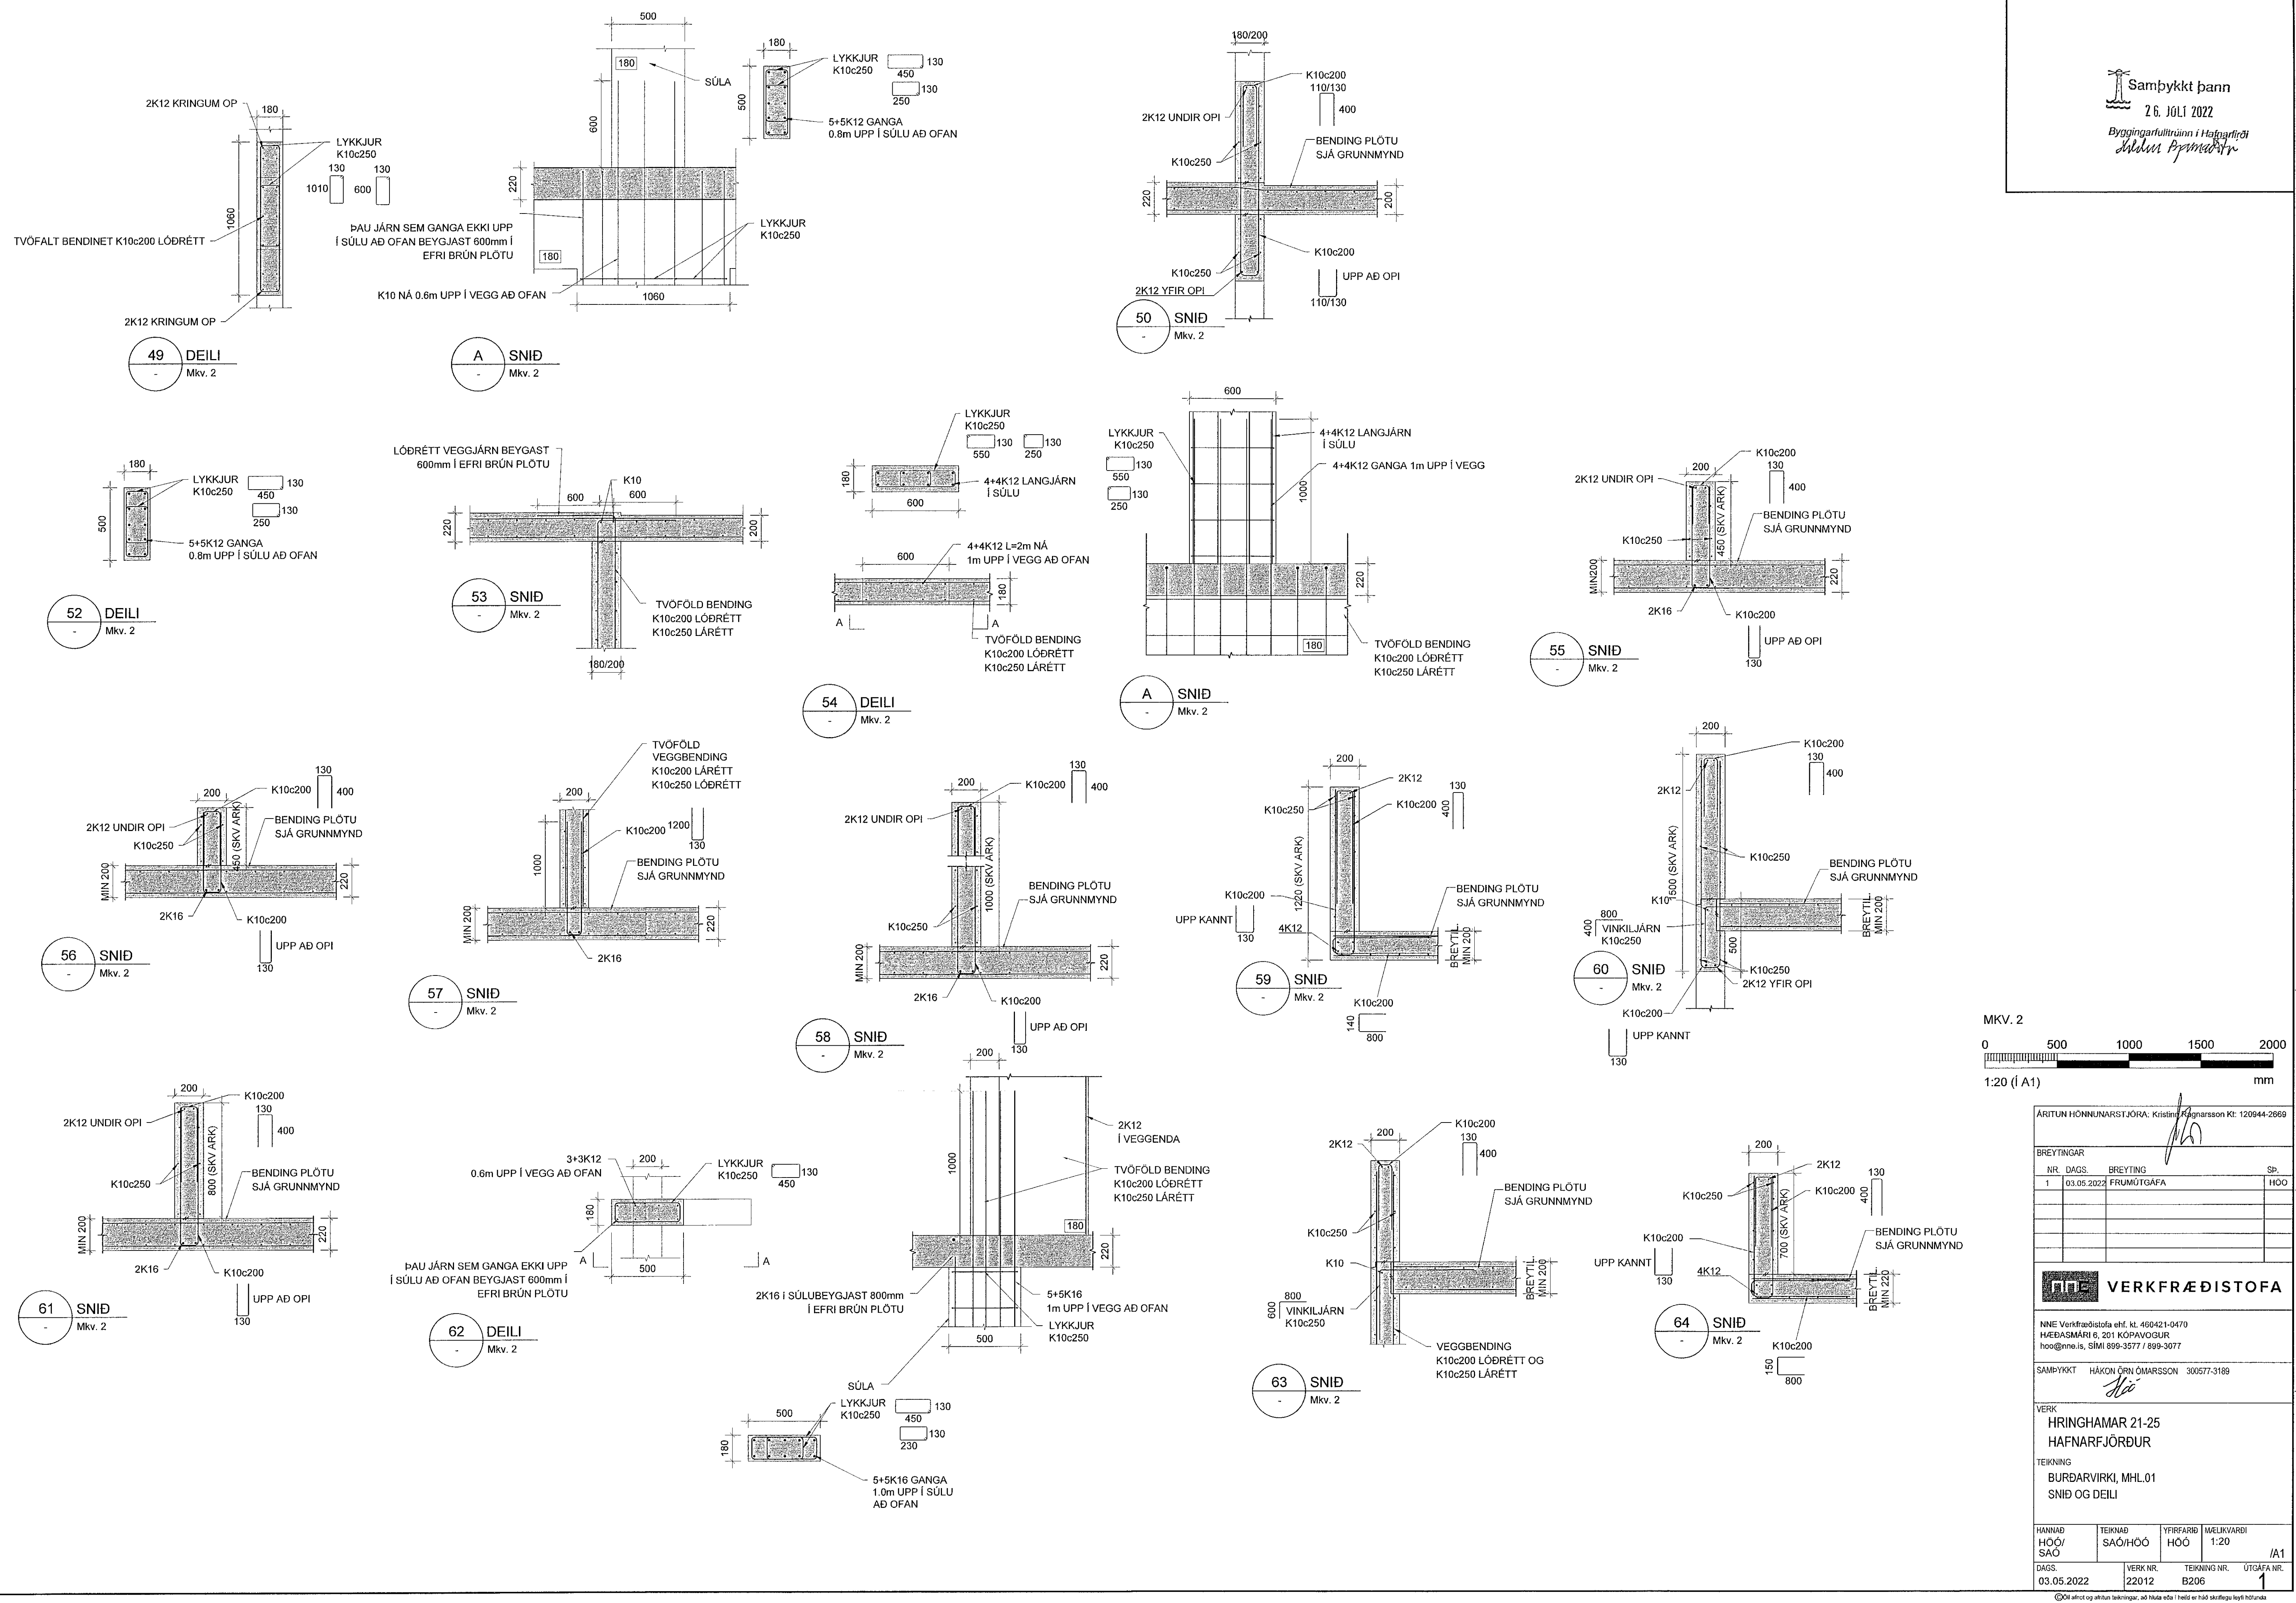 500
180
SÚLA
600
220
ÞAU JÁRN SEM GANGA EKKI UPP
Í SÚLU AÐ OFAN BEYGJAST 600mm Í
EFRI BRÚN PLÖTU
180
K10 NÁ 0.6m UPP Í VEGG AÐ OFAN
LYKKJUR
K10c250
1060
A SNIÐ
- Mkv. 2
180
500
LYKKJUR
K10c250
130
450
130
250
5+5K12 GANGA
0.8m UPP Í SÚLU AÐ OFAN
2K12 KRINGUM OP
180
LYKKJUR
K10c250
130 130
1010 600
1060
TVÖFALT BENDINET K10c200 LÓÐRÉTT
2K12 KRINGUM OP
49 DEILI
- Mkv. 2
180/200
K10c200
110/130
400
2K12 UNDIR OPI
BENDING PLÖTU
SJÁ GRUNNMYND
K10c250
220
200
K10c200
K10c250
UPP AÐ OPI
110/130
2K12 YFIR OPI
50 SNIÐ
- Mkv. 2
Samþykkt þann
26. JÚLÍ 2022
Byggingarfulltrúinn í Hafnarfirði
180
500
LYKKJUR
K10c250
130
450
130
250
5+5K12 GANGA
0.8m UPP Í SÚLU AÐ OFAN
52 DEILI
- Mkv. 2
LÓÐRÉTT VEGGJÁRN BEYGAST
600mm Í EFRI BRÚN PLÖTU
K10
600 600
220
200
TVÖFÖLD BENDING
K10c200 LÓÐRÉTT
K10c250 LÁRÉTT
180/200
53 SNIÐ
- Mkv. 2
LYKKJUR
K10c250
130 130
550 250
180
4+4K12 LANGJÁRN
Í SÚLU
600
600
4+4K12 L=2m NÁ
1m UPP Í VEGG AÐ OFAN
180
A A
TVÖFÖLD BENDING
K10c200 LÓÐRÉTT
K10c250 LÁRÉTT
54 DEILI
- Mkv. 2
600
LYKKJUR
K10c250
130
550
130
250
4+4K12 LANGJÁRN
Í SÚLU
4+4K12 GANGA 1m UPP Í VEGG
1000
220
180
TVÖFÖLD BENDING
K10c200 LÓÐRÉTT
K10c250 LÁRÉTT
A SNIÐ
- Mkv. 2
200
K10c200
130
400
2K12 UNDIR OPI
450 (SKV ARK)
BENDING PLÖTU
SJÁ GRUNNMYND
K10c250
MIN200
220
2K16
K10c200
UPP AÐ OPI
130
55 SNIÐ
- Mkv. 2
130
200
K10c200
400
2K12 UNDIR OPI
450 (SKV ARK)
BENDING PLÖTU
SJÁ GRUNNMYND
K10c250
MIN 200
220
2K16
K10c200
UPP AÐ OPI
130
56 SNIÐ
- Mkv. 2
TVÖFÖLD
VEGGBENDING
K10c200 LÁRÉTT
K10c250 LÓÐRÉTT
200
K10c200
1200
130
1000
BENDING PLÖTU
SJÁ GRUNNMYND
MIN 200
220
2K16
57 SNIÐ
- Mkv. 2
130
200
K10c200
400
2K12 UNDIR OPI
1000 (SKV ARK)
BENDING PLÖTU
SJÁ GRUNNMYND
K10c250
MIN 200
220
2K16
K10c200
UPP AÐ OPI
130
58 SNIÐ
- Mkv. 2
200
2K12
130
K10c250
K10c200
400
1220 (SKV ARK)
K10c200
UPP KANNT
130
4K12
BENDING PLÖTU
SJÁ GRUNNMYND
BREYTIL.
MIN 200
K10c200
140
800
59 SNIÐ
- Mkv. 2
200
K10c200
130
400
2K12
500 (SKV ARK)
K10c250
BENDING PLÖTU
SJÁ GRUNNMYND
K10
800
400
VINKILJÁRN
K10c250
500
BREYTIL.
MIN 200
K10c250
2K12 YFIR OPI
K10c200
UPP KANNT
130
60 SNIÐ
- Mkv. 2
MKV. 2
0 500 1000 1500 2000
1:20 (Í A1) mm
200
K10c200
130
400
2K12 UNDIR OPI
800 (SKV ARK)
BENDING PLÖTU
SJÁ GRUNNMYND
K10c250
MIN 200
220
2K16
K10c200
UPP AÐ OPI
130
61 SNIÐ
- Mkv. 2
3+3K12
0.6m UPP Í VEGG AÐ OFAN
200
LYKKJUR
K10c250
130
450
180
A A
500
ÞAU JÁRN SEM GANGA EKKI UPP
Í SÚLU AÐ OFAN BEYGJAST 600mm Í
EFRI BRÚN PLÖTU
62 DEILI
- Mkv. 2
200
1000
2K12
Í VEGGENDA
TVÖFÖLD BENDING
K10c200 LÓÐRÉTT
K10c250 LÁRÉTT
180
220
2K16 Í SÚLUBEYGJAST 800mm
Í EFRI BRÚN PLÖTU
5+5K16
1m UPP Í VEGG AÐ OFAN
LYKKJUR
K10c250
500
SÚLA
LYKKJUR
K10c250
130
450
130
230
500
180
5+5K16 GANGA
1.0m UPP Í SÚLU
AÐ OFAN
200
2K12
K10c200
130
400
K10c250
BENDING PLÖTU
SJÁ GRUNNMYND
K10
800
600
VINKILJÁRN
K10c250
BREYTIL.
MIN 200
VEGGBENDING
K10c200 LÓÐRÉTT OG
K10c250 LÁRÉTT
63 SNIÐ
- Mkv. 2
200
2K12
130
K10c250
K10c200
400
700 (SKV ARK)
K10c200
UPP KANNT
130
4K12
BENDING PLÖTU
SJÁ GRUNNMYND
BREYTIL.
MIN 220
K10c200
150
800
64 SNIÐ
- Mkv. 2
ÁRITUN HÖNNUNARSTJÓRA; Kristinn Ragnarsson Kt: 120944-2669
BREYTINGAR
NR. DAGS. BREYTING SÞ.
1 03.05.2022 FRUMÚTGÁFA HÖO
nne VERKFRÆÐISTOFA
NNE Verkfræðistofa ehf. kt. 460421-0470
HÆÐASMÁRI 6, 201 KÓPAVOGUR
hoo@nne.is, SÍMI 899-3577 / 899-3077
SAMÞYKKT HÁKON ÖRN ÓMARSSON 300577-3189
VERK
HRINGHAMAR 21-25
HAFNARFJÖRÐUR
TEIKNING
BURÐARVIRKI, MHL.01
SNIÐ OG DEILI
HANNAÐ TEIKNAÐ YFIRFARIÐ MÆLIKVARÐI
HÖÓ/ SAÓ/HÖÓ HÖÓ 1:20
SAÓ /A1
DAGS. VERK NR. TEIKNING NR. ÚTGÁFA NR.
03.05.2022 22012 B206 1
©Öll afnot og afritun teikningar, að hluta eða í heild er háð skriflegu leyfi höfunda